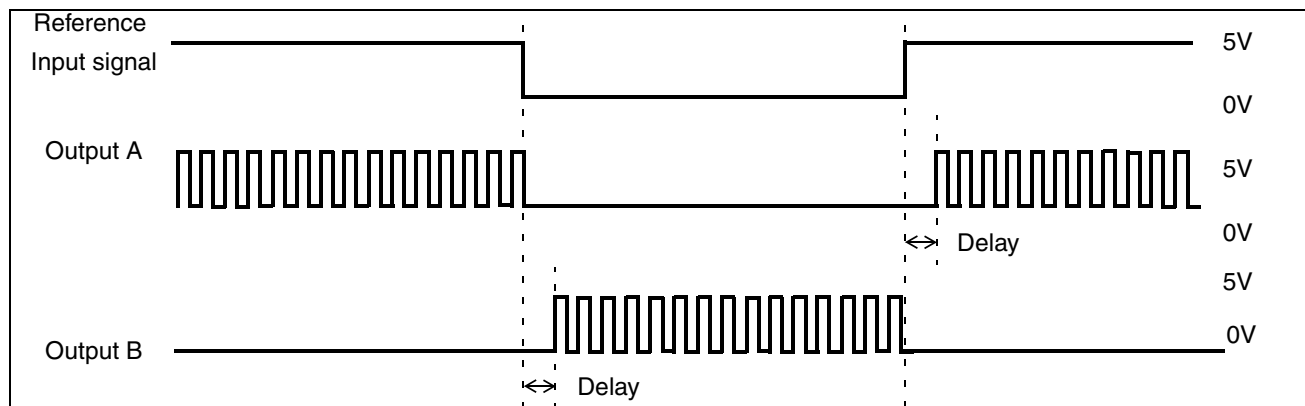 Reference
Input signal
5V
0V
Output A
5V
0V
Delay
5V
Output B
0V
Delay